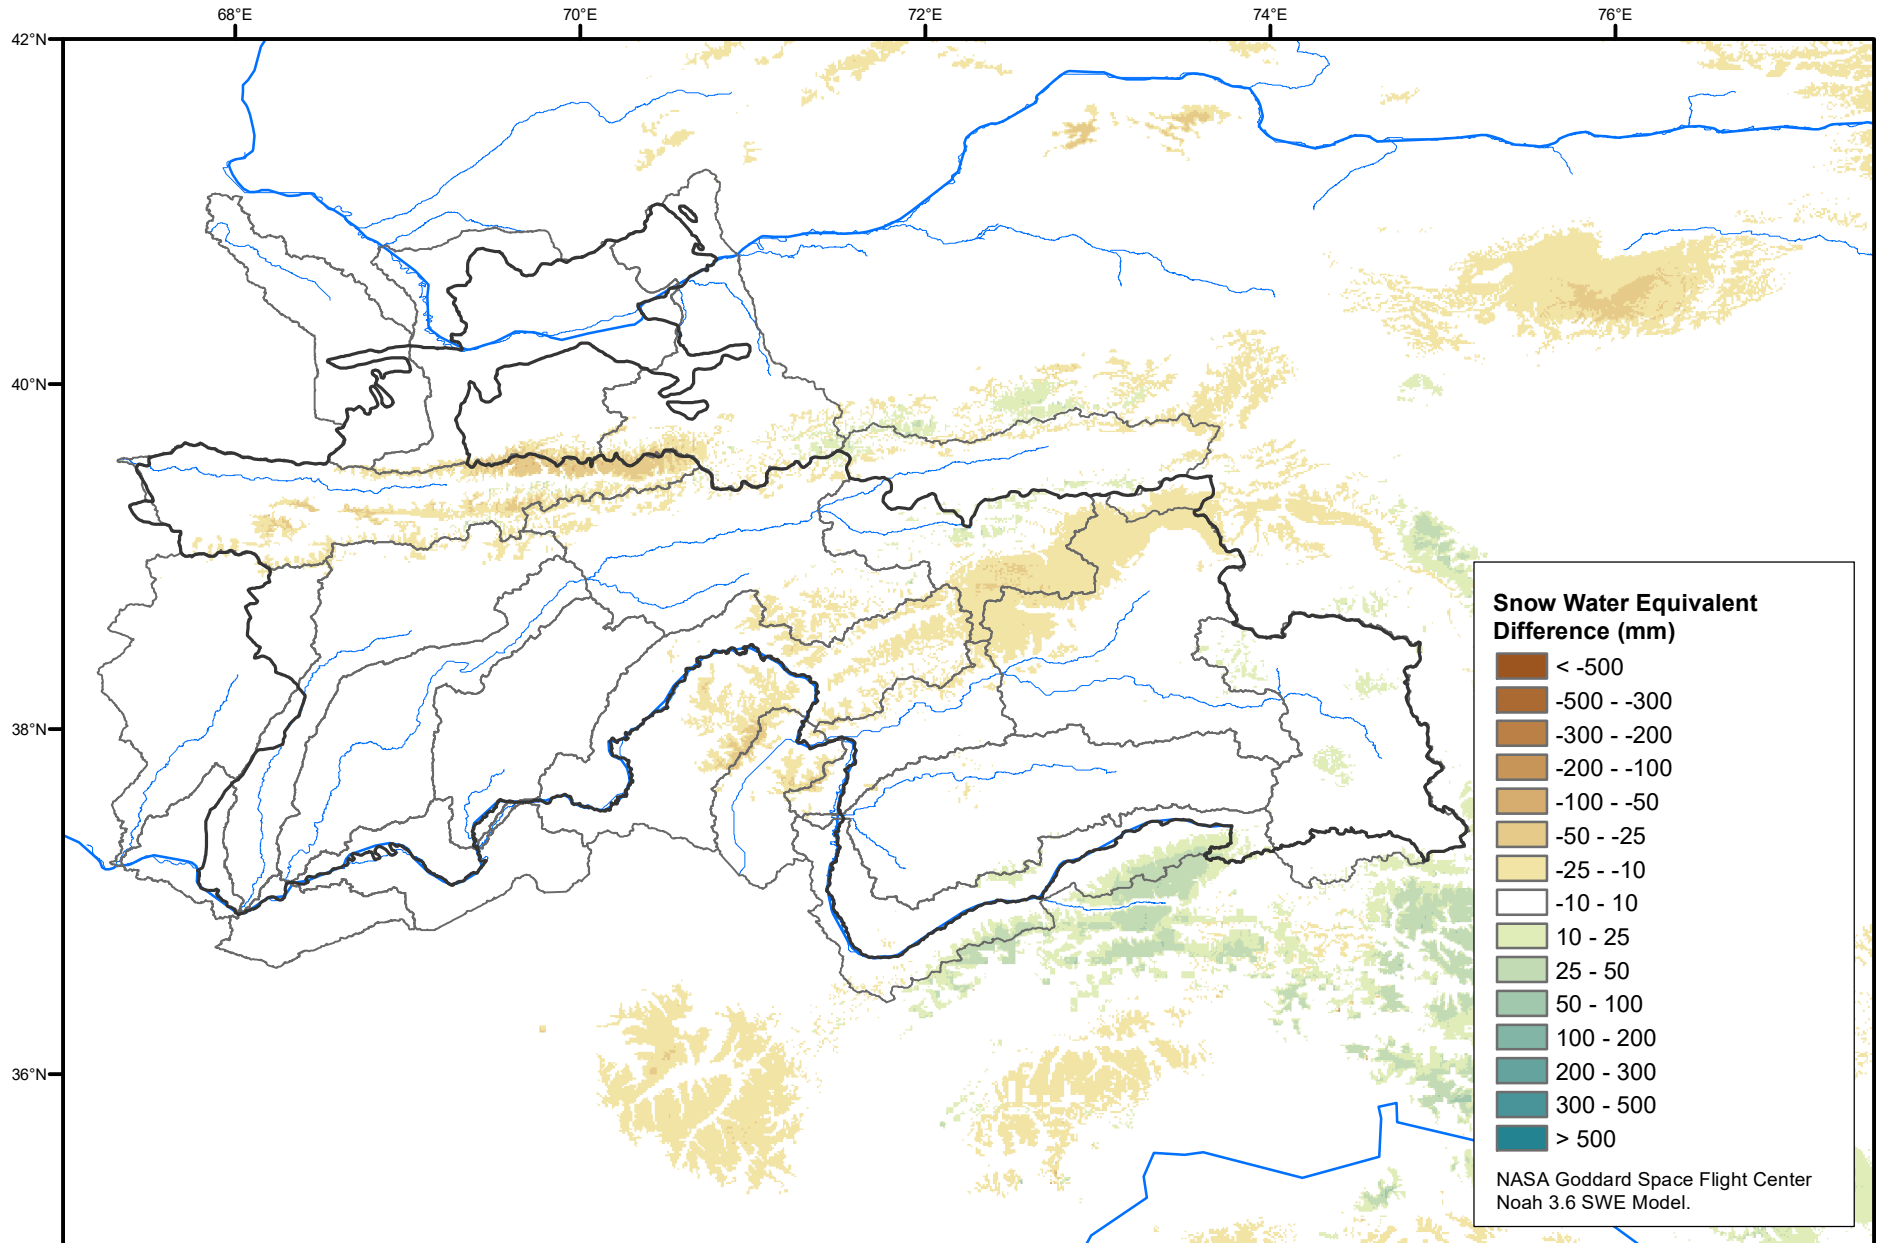 68°E
70°E
72°E
74°E
76°E
42°N
40°N
38°N
36°N
Snow Water Equivalent
Difference (mm)
< -500
-500 - -300
-300 - -200
-200 - -100
-100 - -50
-50 - -25
-25 - -10
-10 - 10
10 - 25
25 - 50
50 - 100
100 - 200
200 - 300
300 - 500
> 500
NASA Goddard Space Flight Center
Noah 3.6 SWE Model.